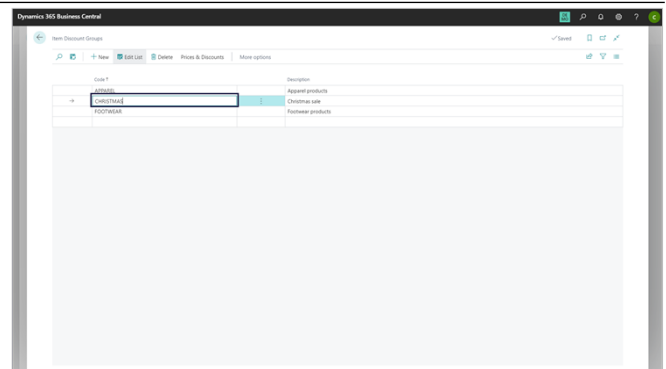 Dynamics 365 Business Central
Item Discount Groups
Saved
New Edit List Delete Prices & Discounts More options
Code Description
APPAREL Apparel products
CHRISTMAS Christmas sale
FOOTWEAR Footwear products
? C